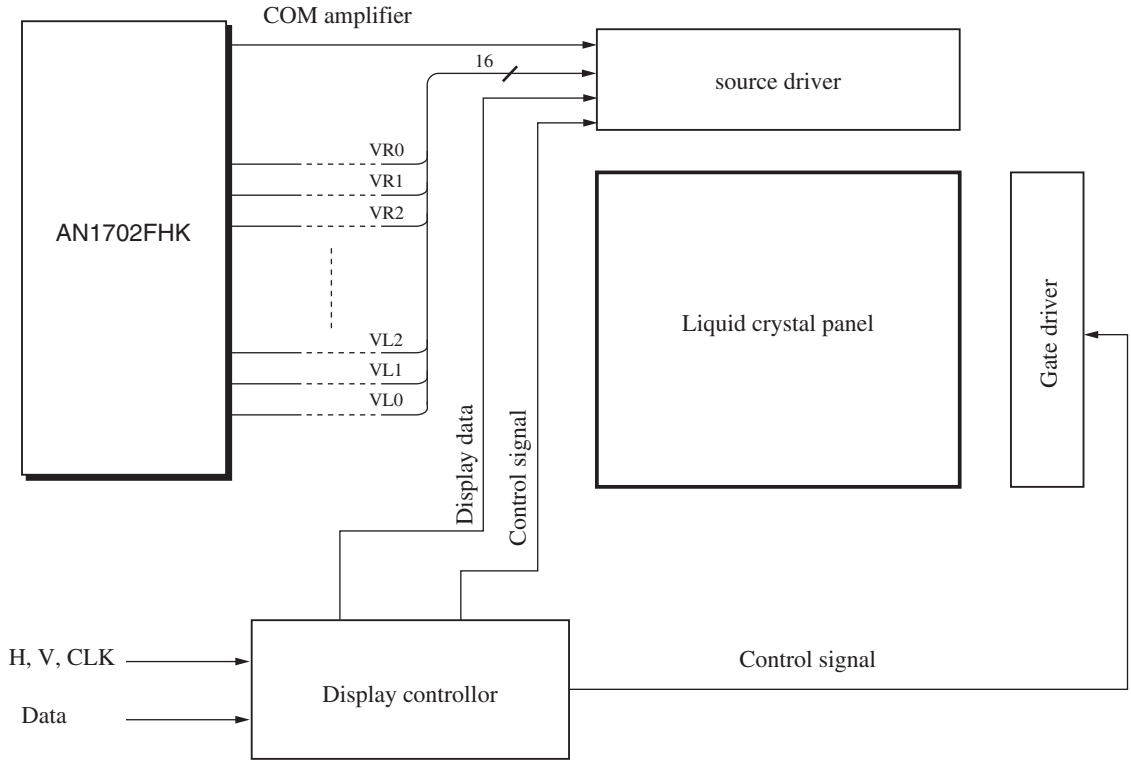 COM amplifier
16
source driver
VR0
VR1
VR2
AN1702FHK
VL2
VL1
VL0
Liquid crystal panel
Gate driver
Display data
Control signal
H, V, CLK
Data
Display controllor
Control signal